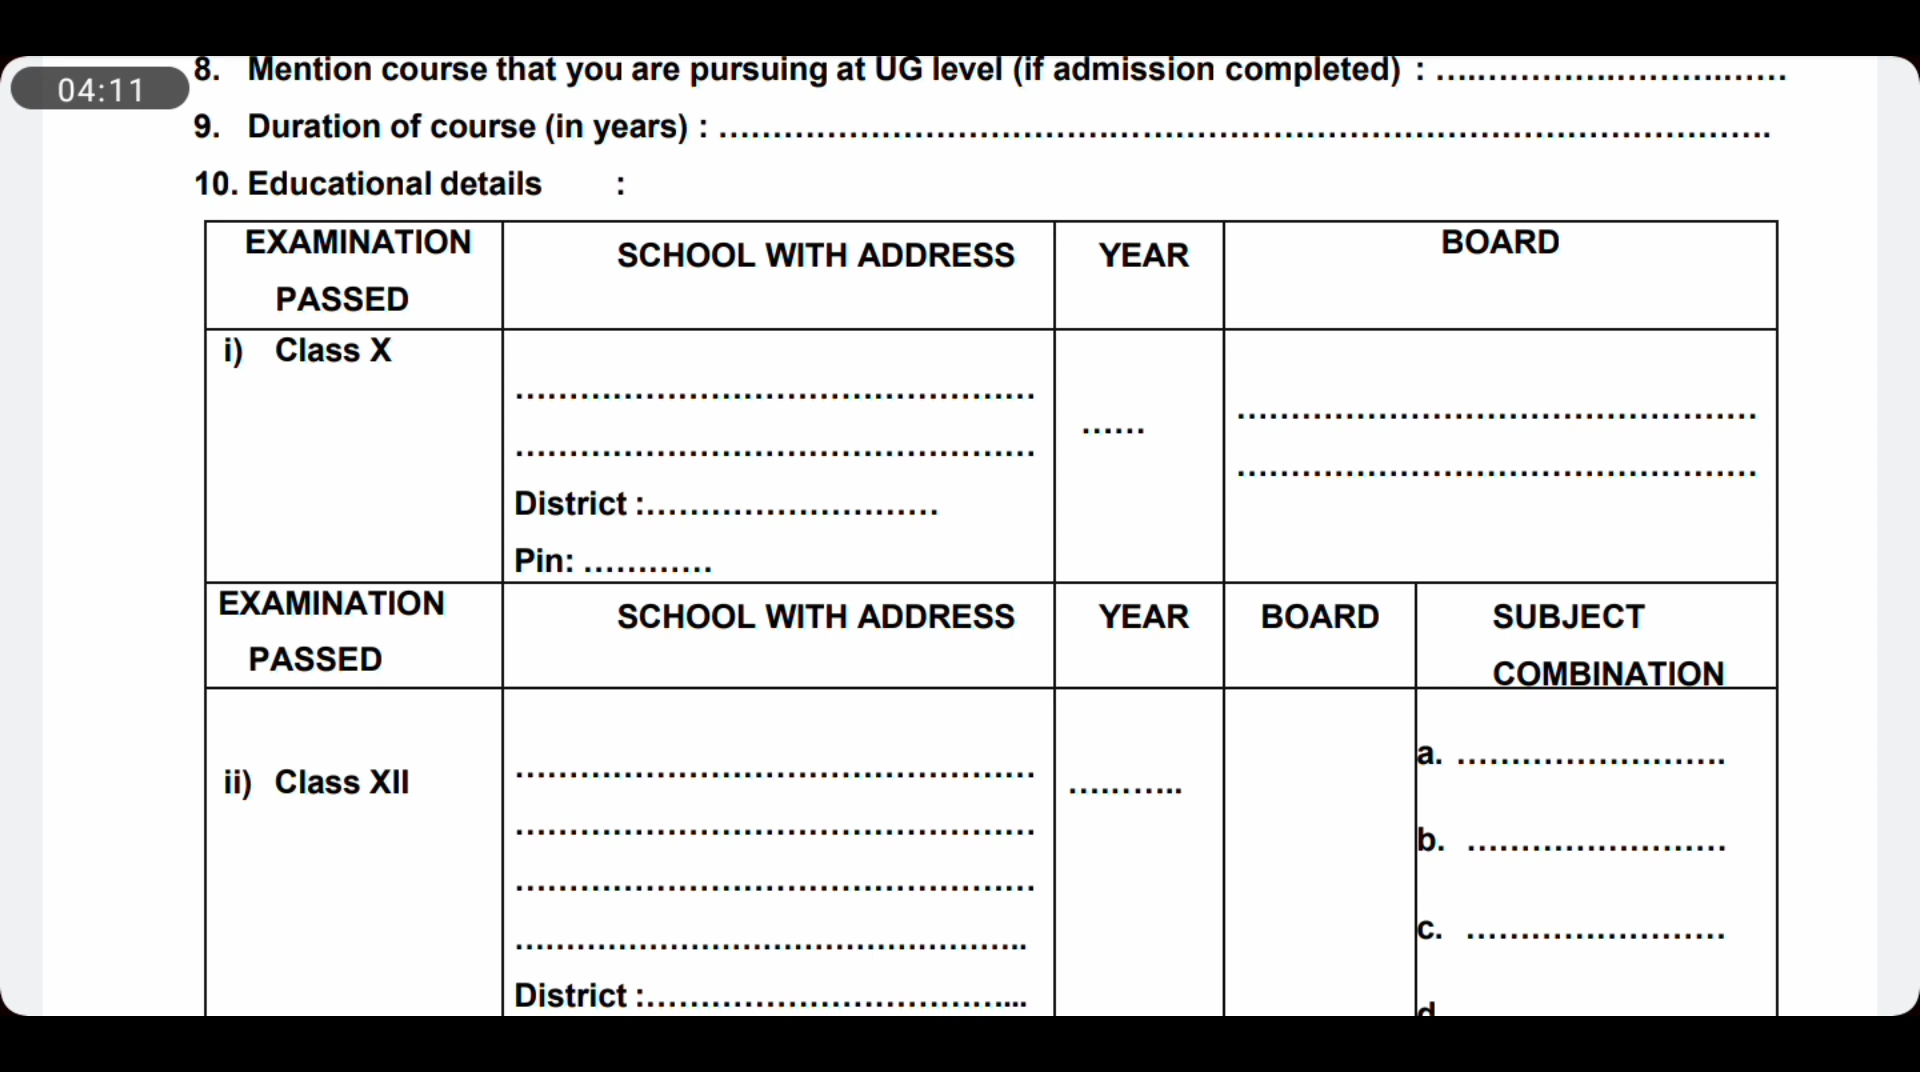 04:11
8. Mention course that you are pursuing at UG level (if admission completed) : ................................
9. Duration of course (in years) : ................................................................................................
10. Educational details :
EXAMINATION PASSED SCHOOL WITH ADDRESS YEAR BOARD
i) Class X
................................................
................................................
......
................................................
................................................
District :...........................
Pin: ............
EXAMINATION PASSED SCHOOL WITH ADDRESS YEAR BOARD SUBJECT COMBINATION
ii) Class XII
................................................
................................................
................................................
...............................................
District :...................................
...........
a. .........................
b. ........................
c. ........................
d